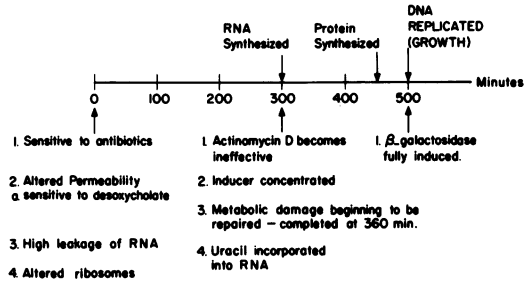 DNA
RNA Protein REPLICATED
Synthesized Synthesized (GROWTH)
Minutes
0 100 200 300 400 500
1. Sensitive to antibiotics
2. Altered Permeability
a. sensitive to desoxycholate
3. High leakage of RNA
4. Altered ribosomes
1. Actinomycin D becomes
ineffective
2. Inducer concentrated
3. Metabolic damage beginning to be
repaired – completed at 360 min.
4. Uracil incorporated
into RNA
1. β-galactosidase
fully induced.